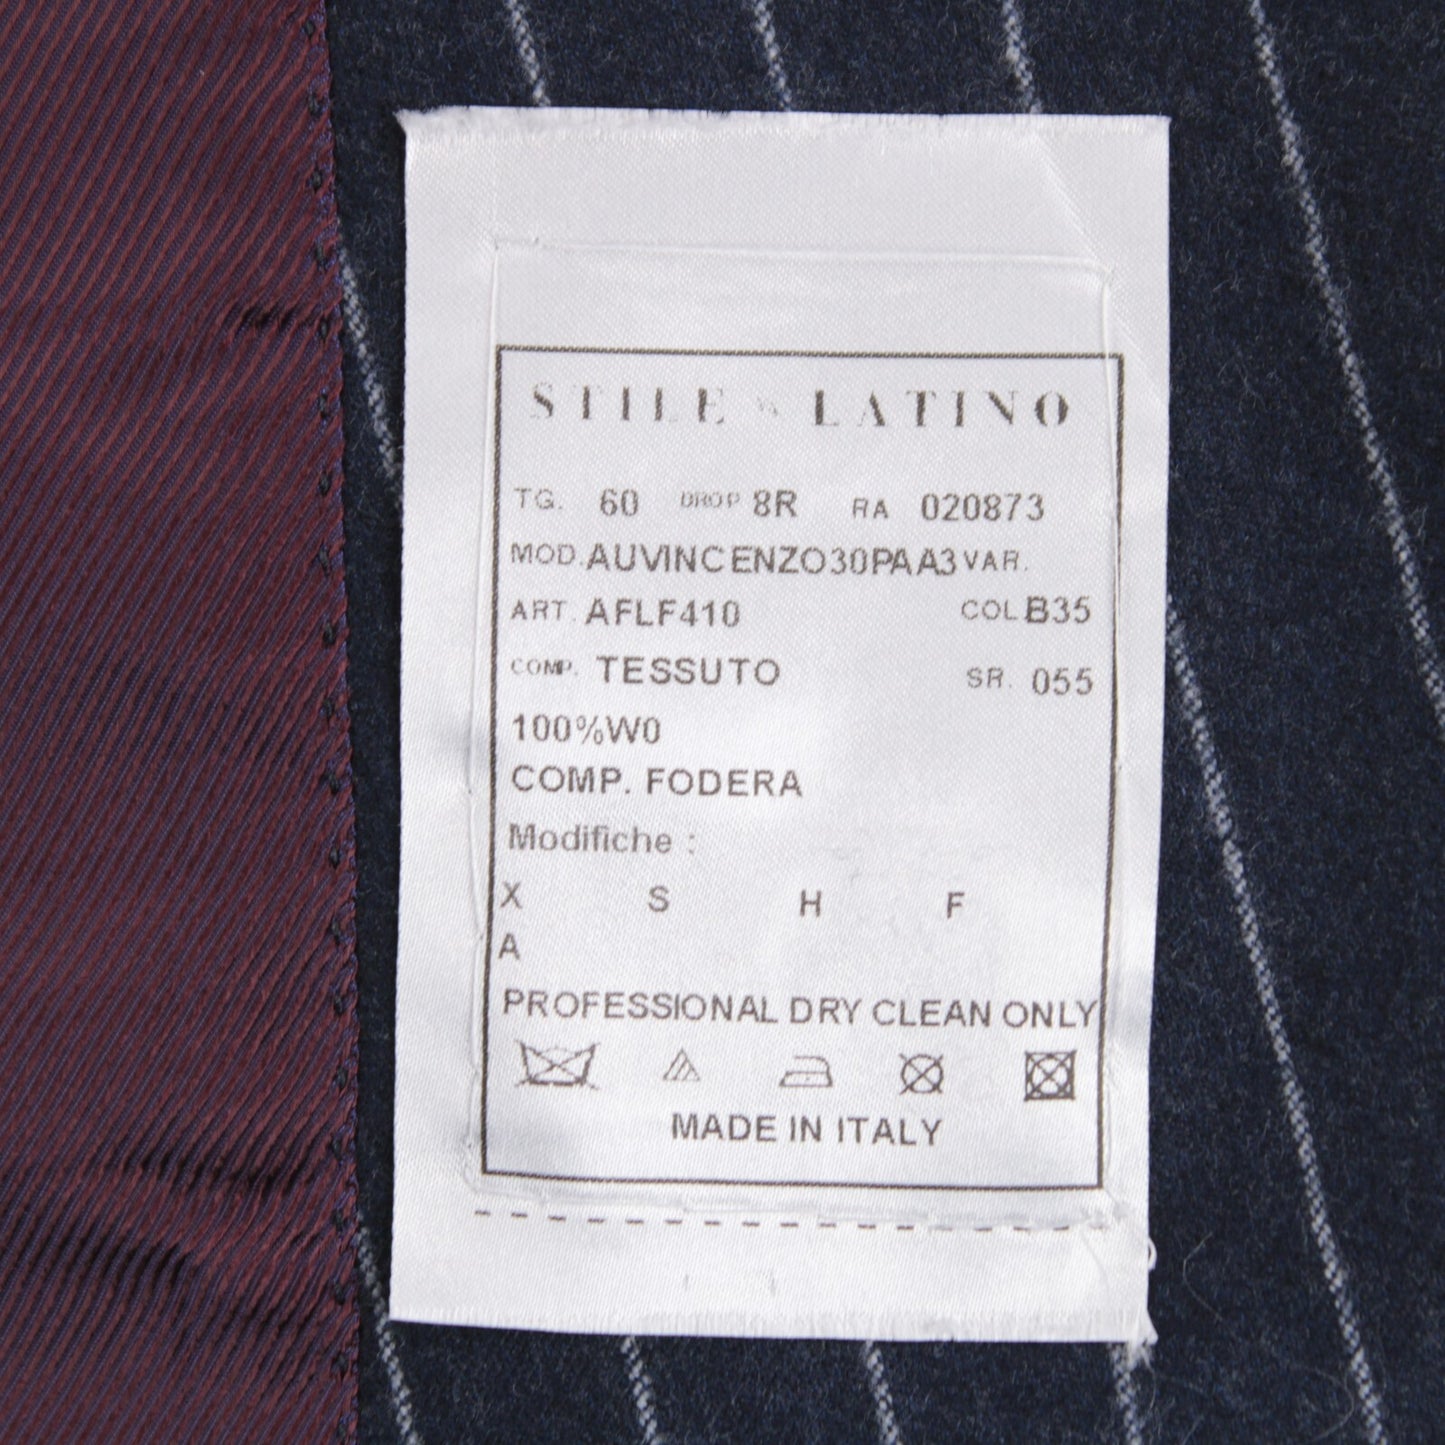 STILE LATINO
TG. 60 DROP 8R RA 020873
MOD. AUVINCENZO30PAA3 VAR.
ART. AFLF410 COL B35
COMP. TESSUTO SR. 055
100%W0
COMP. FODERA
Modifiche :
X S H F
A
PROFESSIONAL DRY CLEAN ONLY
MADE IN ITALY